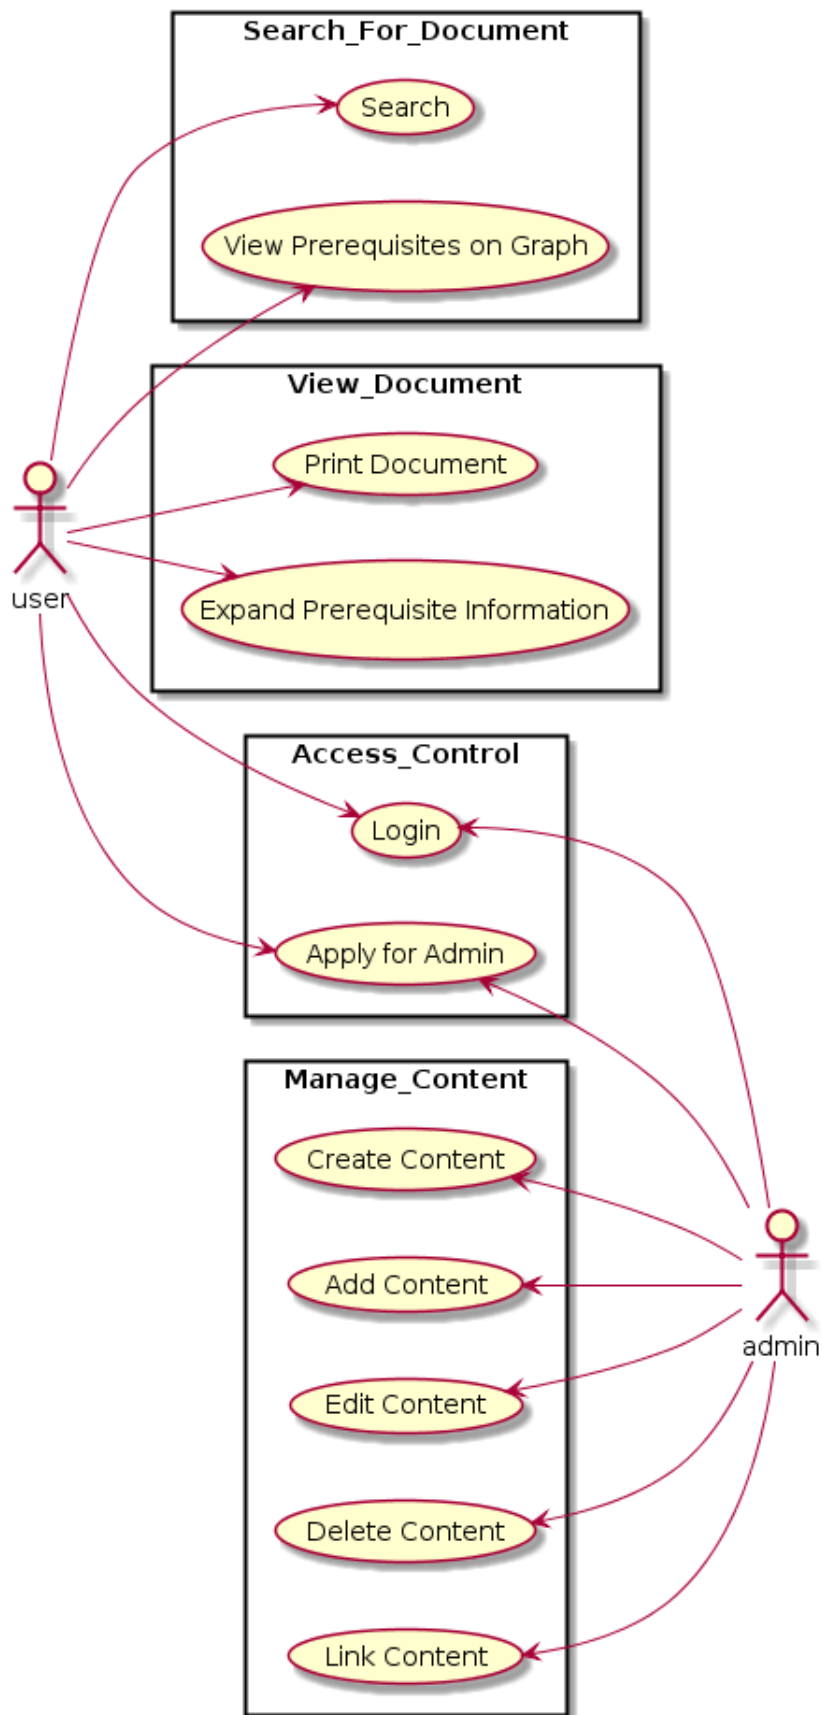 Search_For_Document
Search
View Prerequisites on Graph
View_Document
Print Document
Expand Prerequisite Information
user
Access_Control
Login
Apply for Admin
Manage_Content
Create Content
Add Content
admin
Edit Content
Delete Content
Link Content